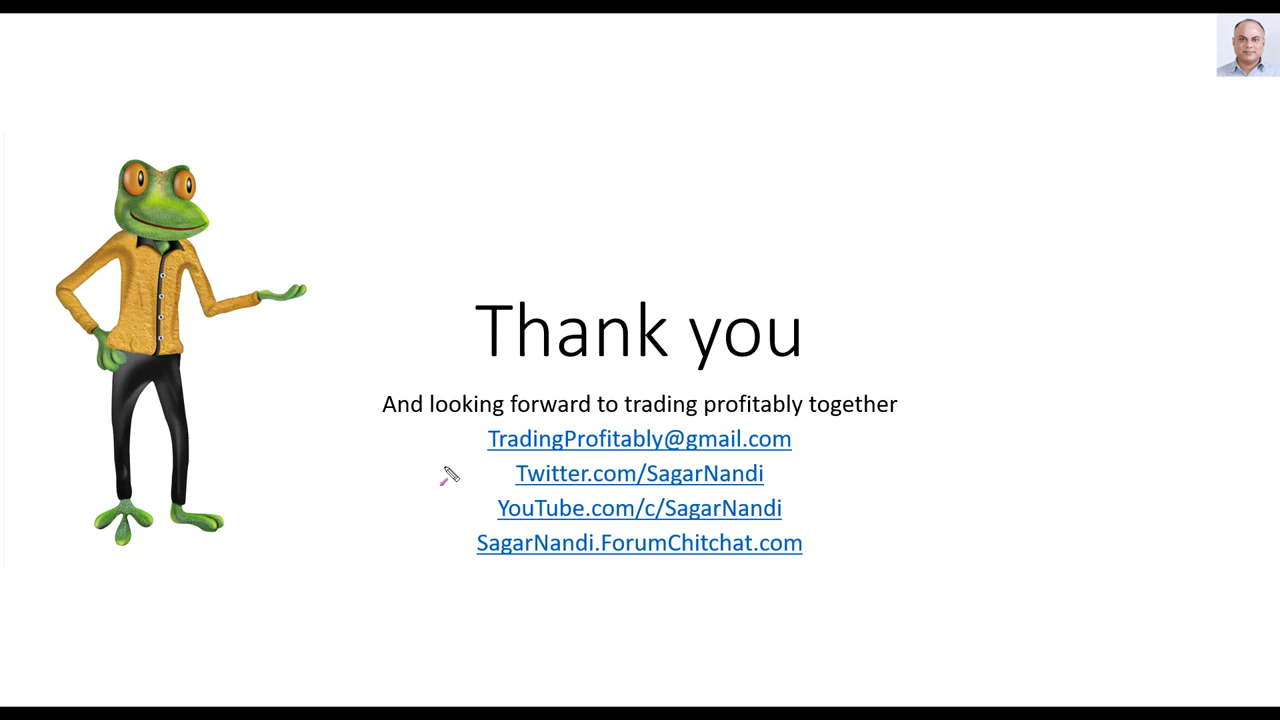 Thank you
And looking forward to trading profitably together
TradingProfitably@gmail.com
Twitter.com/SagarNandi
YouTube.com/c/SagarNandi
SagarNandi.ForumChitchat.com